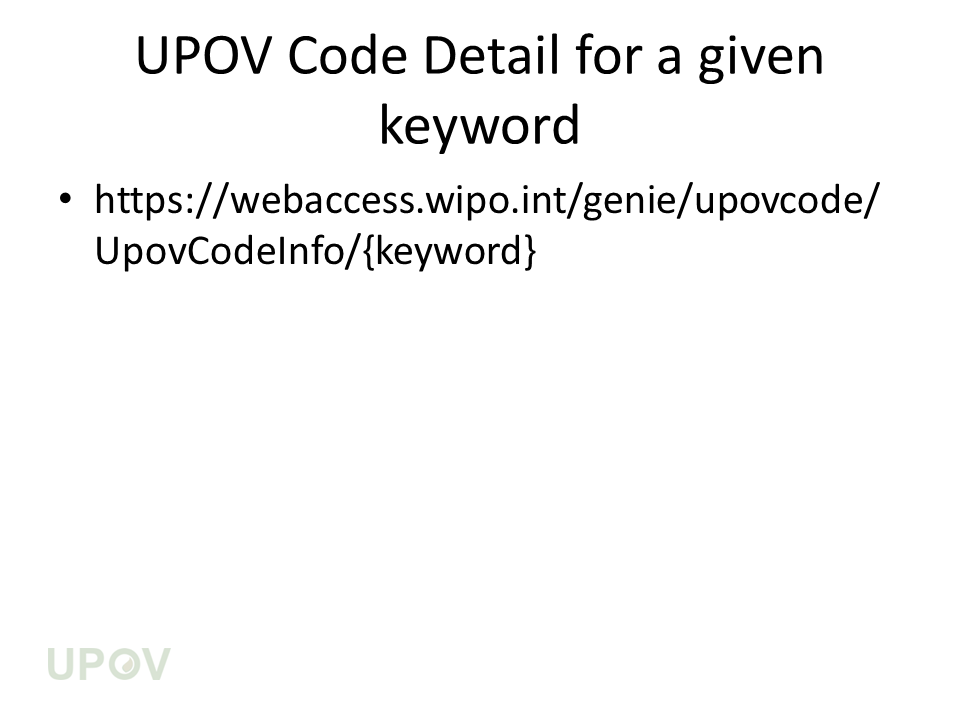 UPOV Code Detail for a given
keyword
• https://webaccess.wipo.int/genie/upovcode/
UpovCodeInfo/{keyword}
UPOV